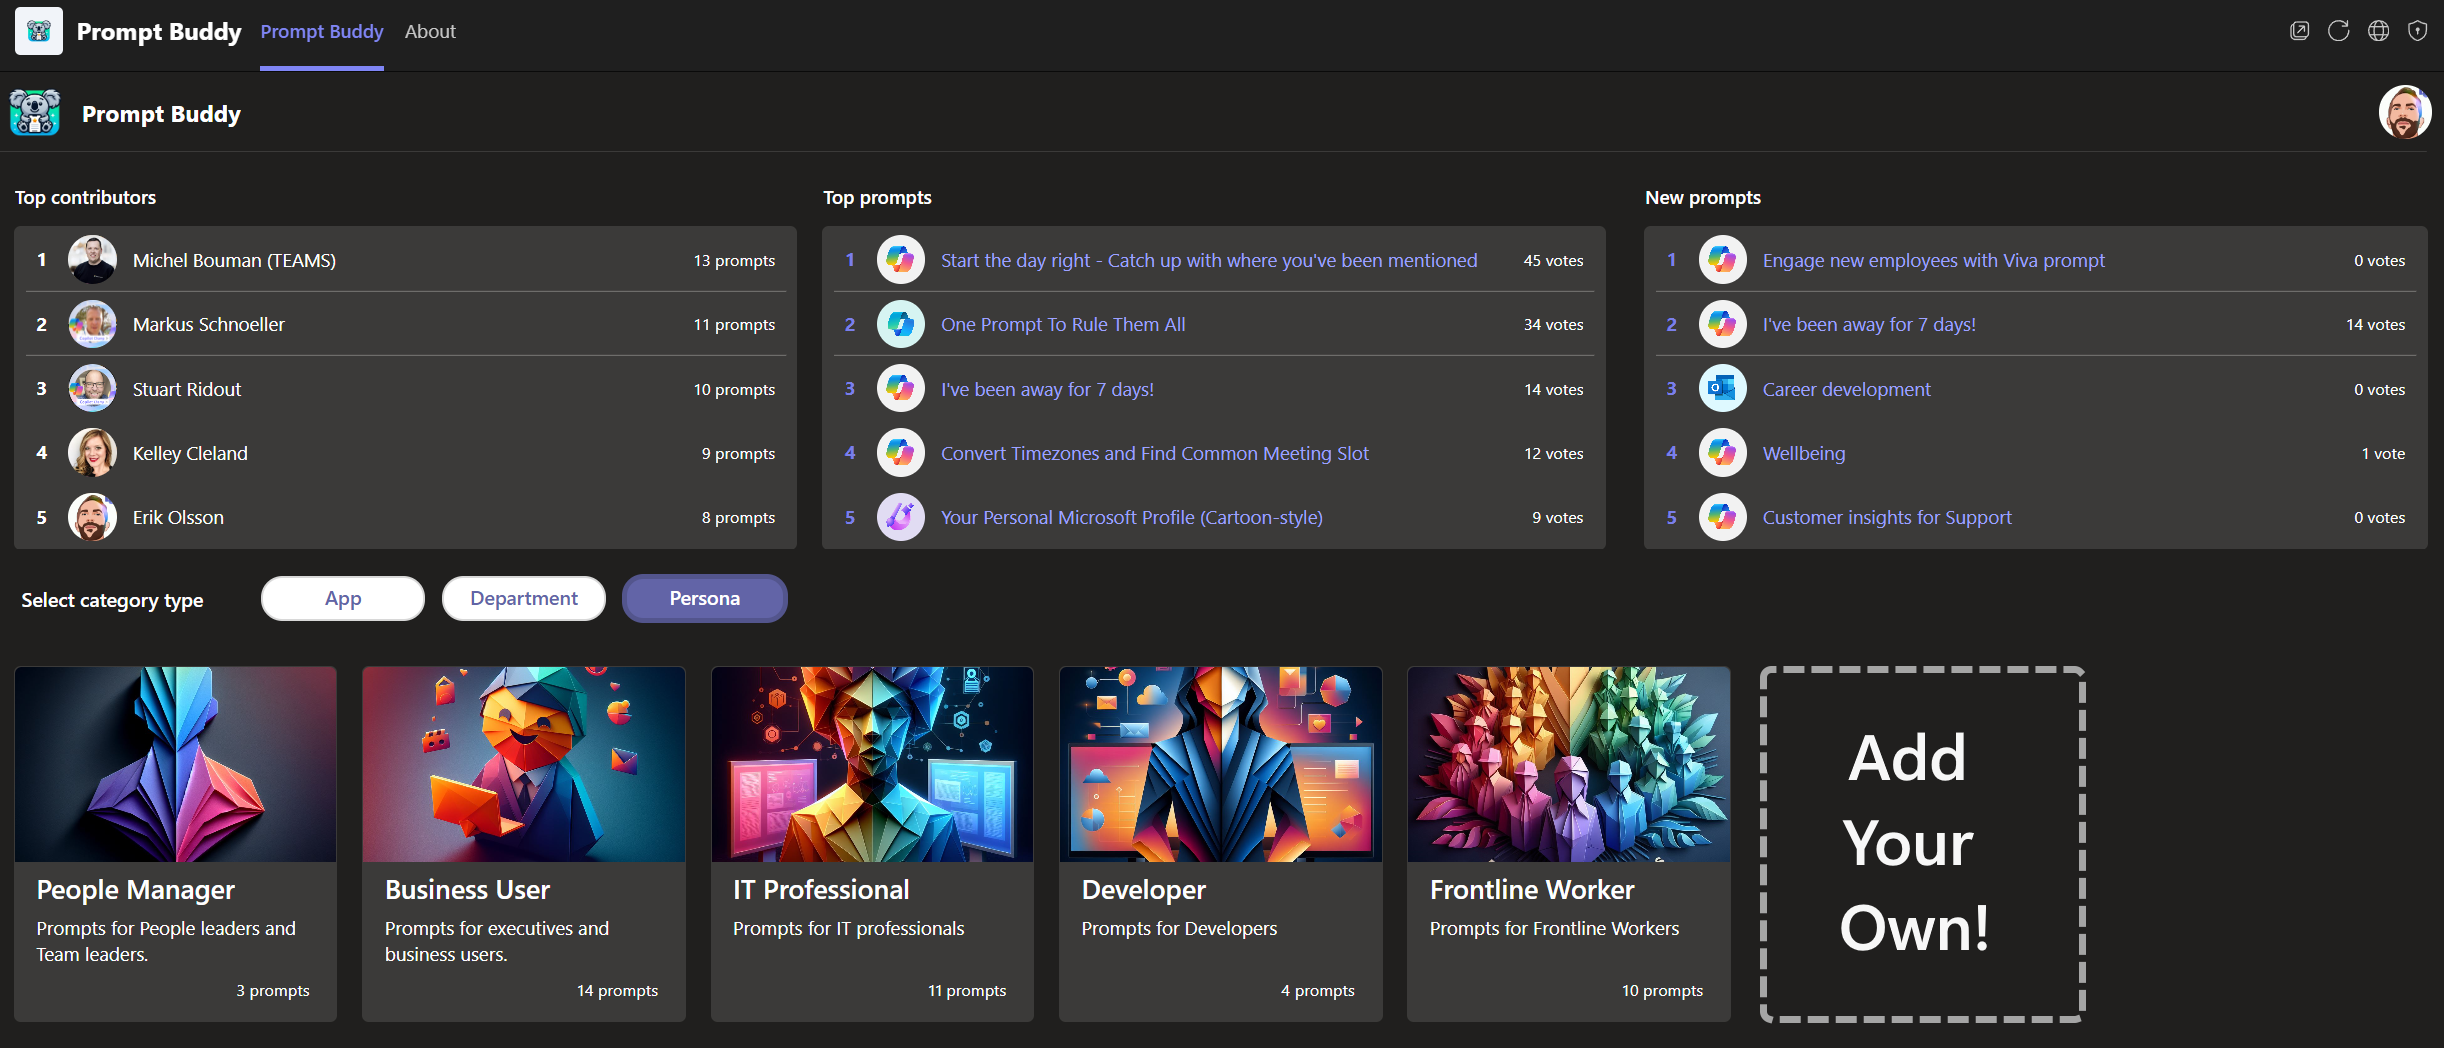 Prompt Buddy Prompt Buddy About
Prompt Buddy
Top contributors
1 Michel Bouman (TEAMS) 13 prompts
2 Markus Schnoeller 11 prompts
3 Stuart Ridout 10 prompts
4 Kelley Cleland 9 prompts
5 Erik Olsson 8 prompts
Top prompts
1 Start the day right - Catch up with where you've been mentioned 45 votes
2 One Prompt To Rule Them All 34 votes
3 I've been away for 7 days! 14 votes
4 Convert Timezones and Find Common Meeting Slot 12 votes
5 Your Personal Microsoft Profile (Cartoon-style) 9 votes
New prompts
1 Engage new employees with Viva prompt 0 votes
2 I've been away for 7 days! 14 votes
3 Career development 0 votes
4 Wellbeing 1 vote
5 Customer insights for Support 0 votes
Select category type App Department Persona
People Manager
Prompts for People leaders and
Team leaders.
3 prompts
Business User
Prompts for executives and
business users.
14 prompts
IT Professional
Prompts for IT professionals
11 prompts
Developer
Prompts for Developers
4 prompts
Frontline Worker
Prompts for Frontline Workers
10 prompts
Add
Your
Own!